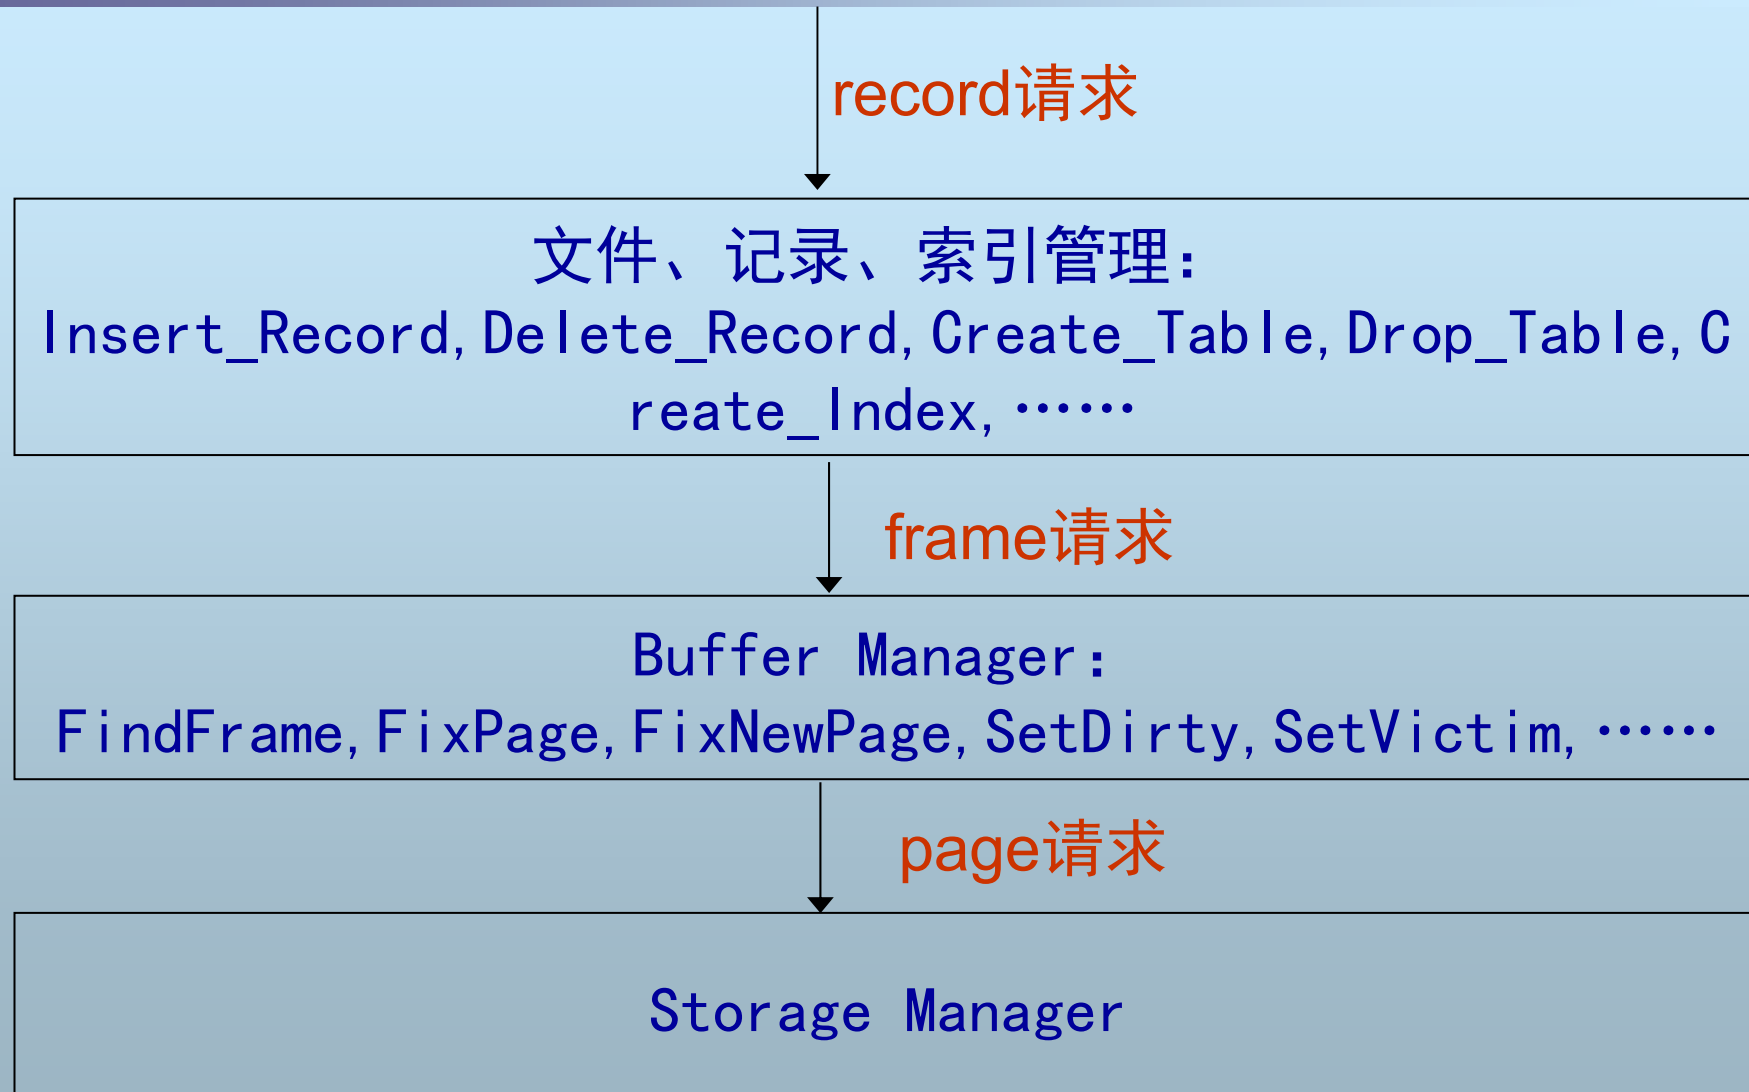 record请求
文件、记录、索引管理：
Insert_Record,Delete_Record,Create_Table,Drop_Table,C
reate_Index,……
frame请求
Buffer Manager：
FindFrame,FixPage,FixNewPage,SetDirty,SetVictim,……
page请求
Storage Manager